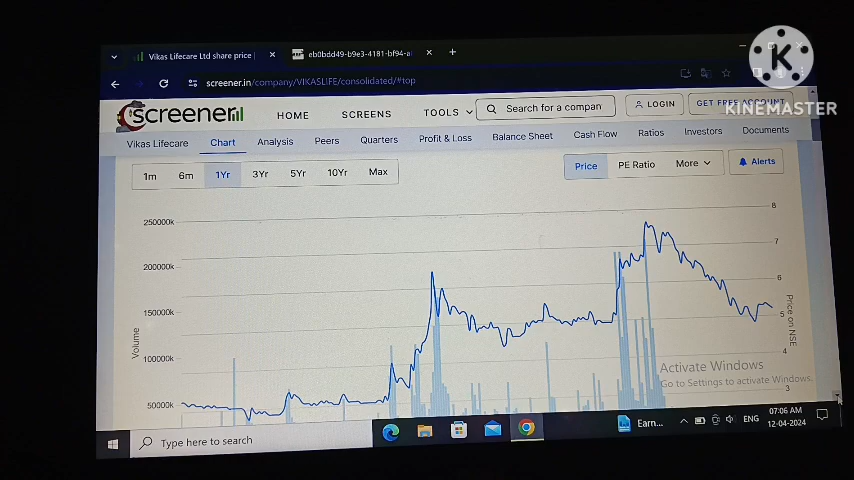 Vikas Lifecare Ltd share price |
eb0bdd49-b9e3-4181-bf94-a
screener.in/company/VIKASLIFE/consolidated/#top
K
KINEMASTER
screener
HOME
SCREENS
TOOLS
Search for a compan
LOGIN
GET FREE ACCOUNT
Vikas Lifecare
Chart
Analysis
Peers
Quarters
Profit & Loss
Balance Sheet
Cash Flow
Ratios
Investors
Documents
1m
6m
1Yr
3Yr
5Yr
10Yr
Max
Price
PE Ratio
More
Alerts
250000k
200000k
150000k
100000k
50000k
Volume
8
7
6
5
4
3
Price on NSE
Activate Windows
Go to Settings to activate Windows.
Type here to search
Earn...
ENG
07:06 AM
12-04-2024